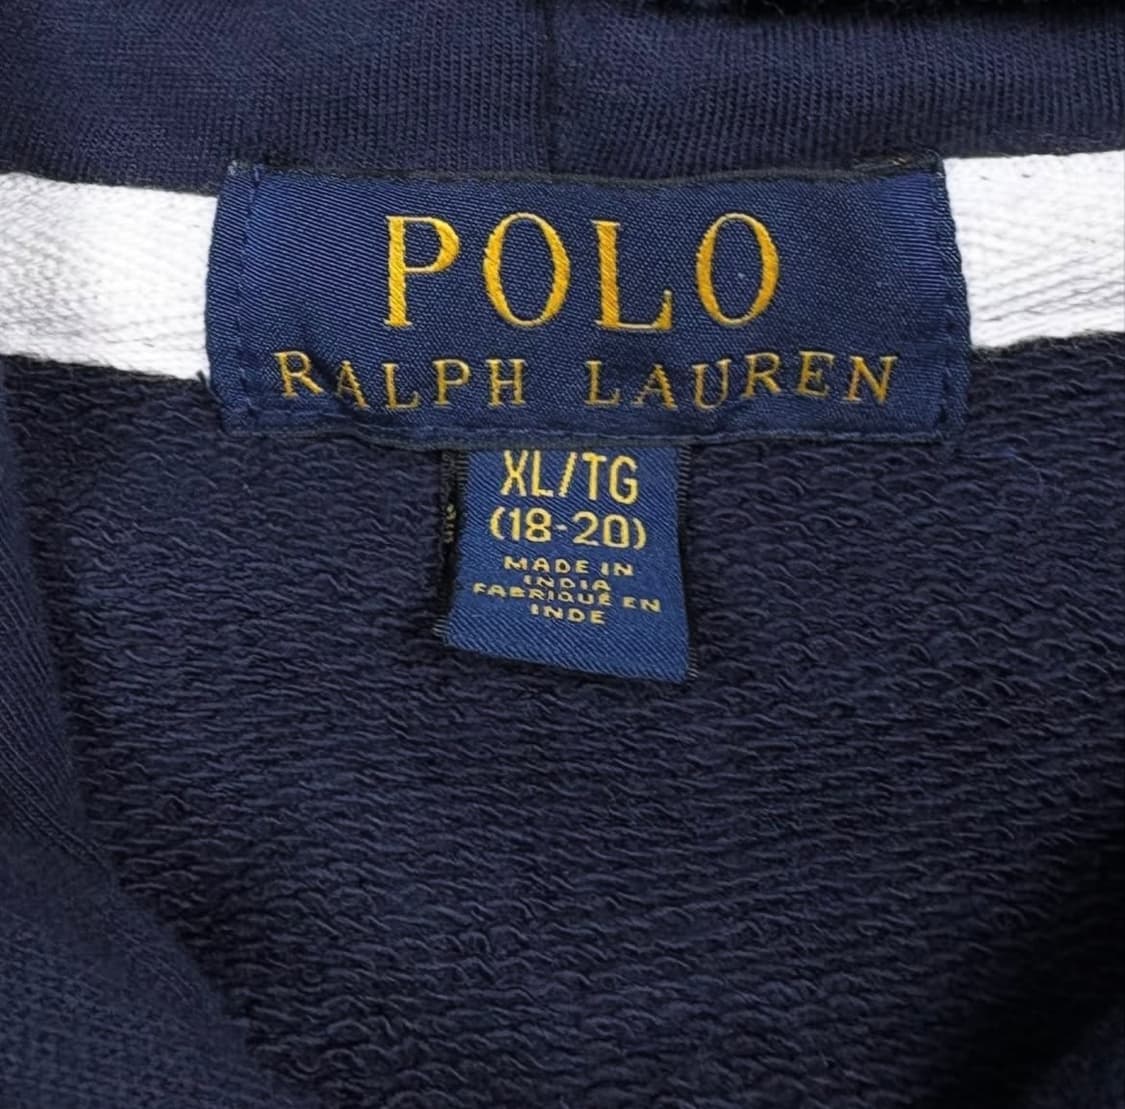 POLO
RALPH LAUREN
XL/TG
(18-20)
MADE IN
INDIA
FABRIQUÉ EN
INDE